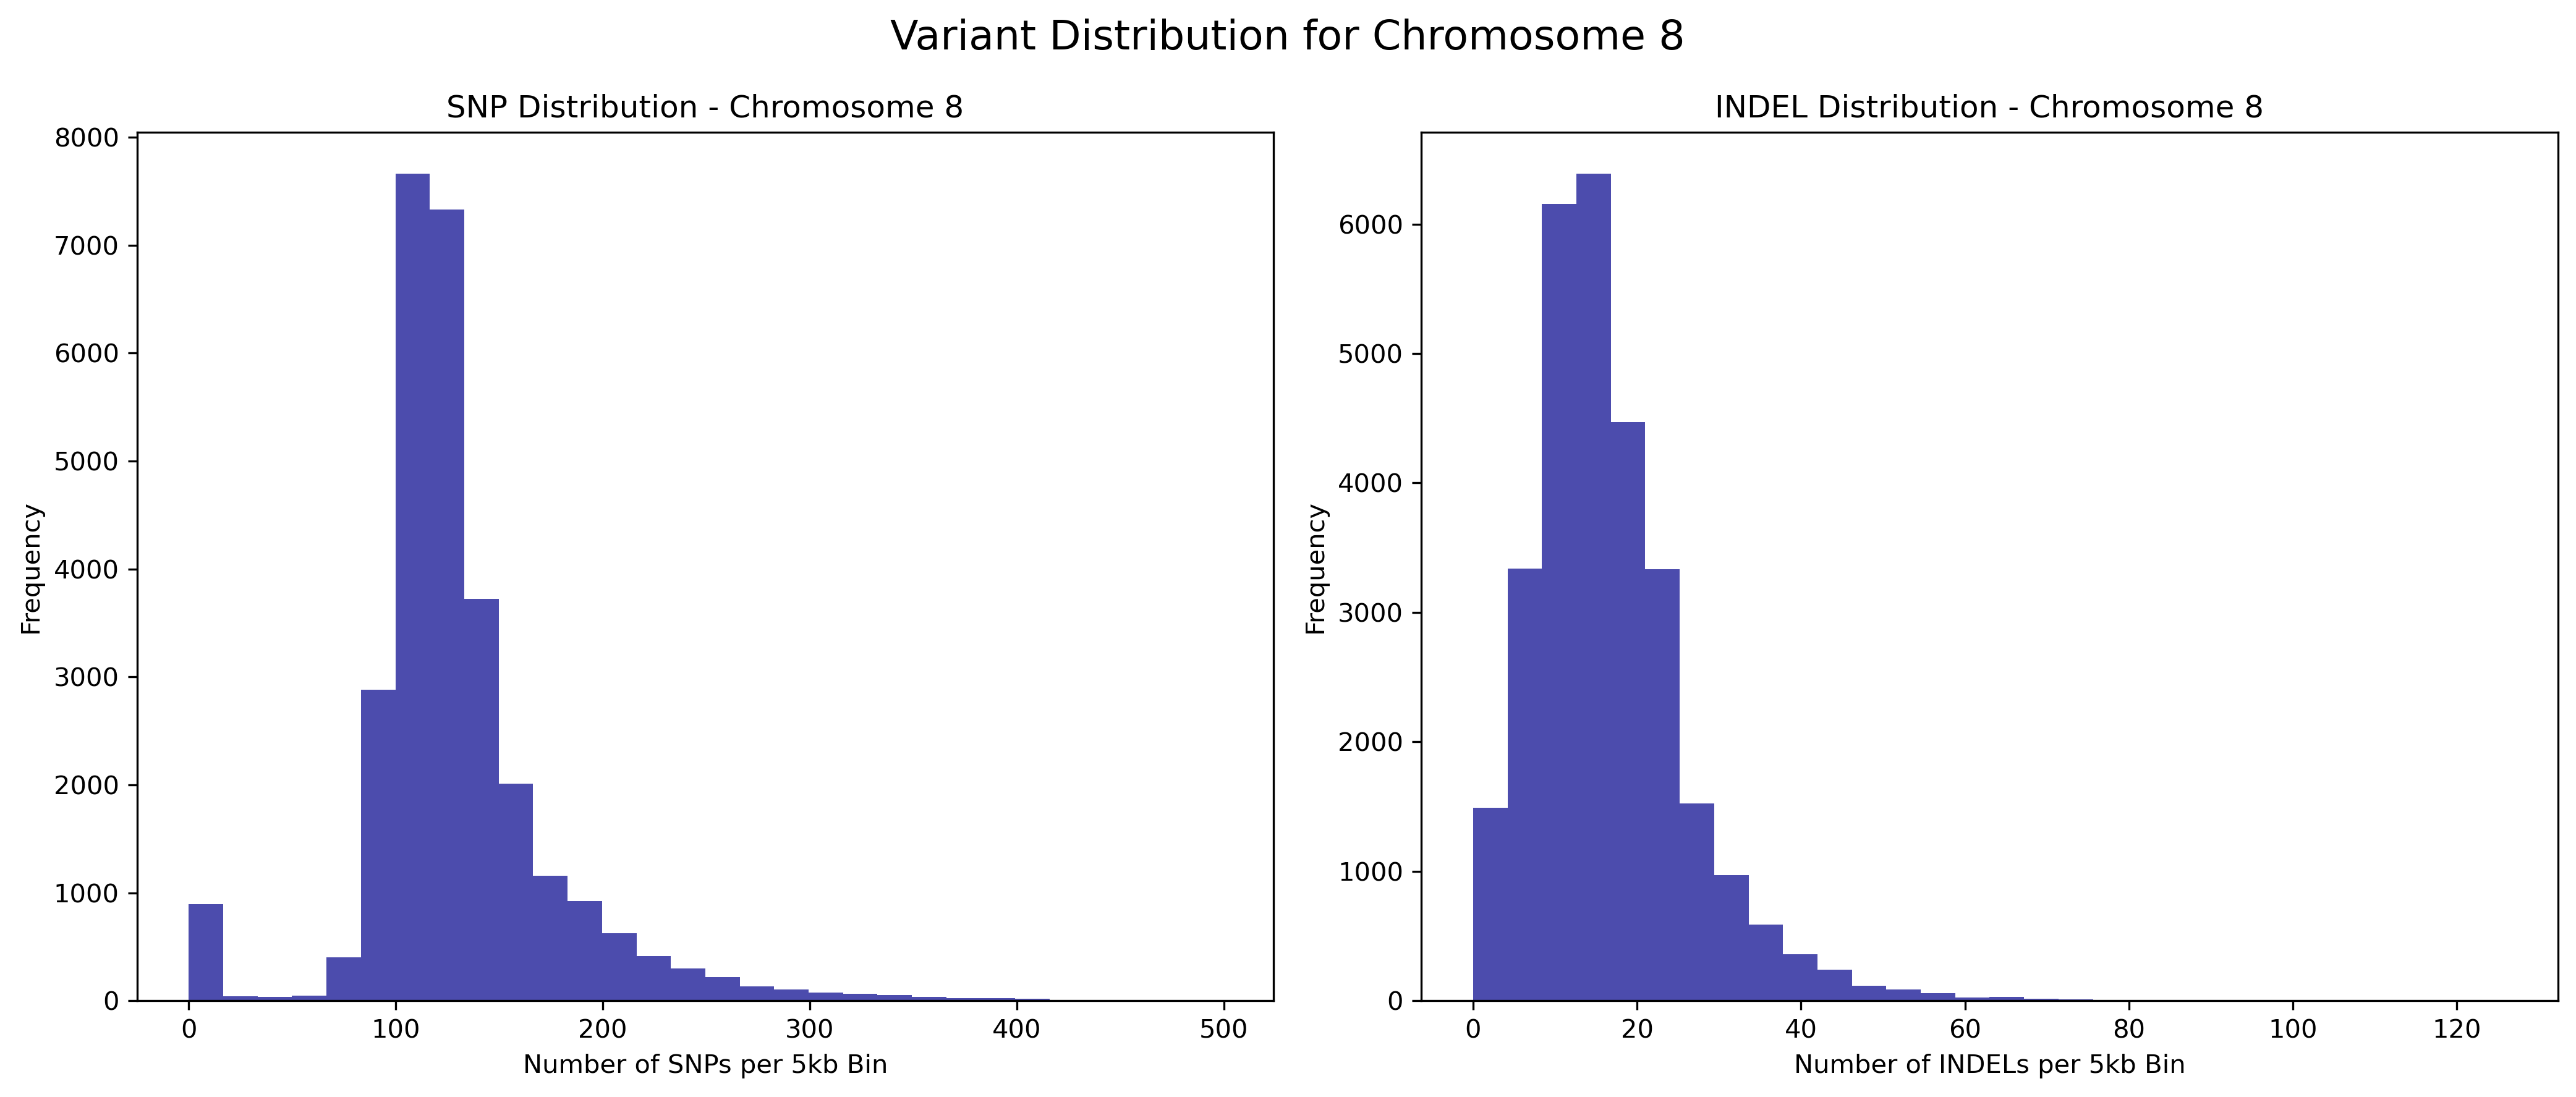 Variant Distribution for Chromosome 8
SNP Distribution - Chromosome 8
8000
7000
6000
5000
4000
3000
2000
1000
0
Frequency
0 100 200 300 400 500
Number of SNPs per 5kb Bin
INDEL Distribution - Chromosome 8
6000
5000
4000
3000
2000
1000
0
Frequency
0 20 40 60 80 100 120
Number of INDELs per 5kb Bin